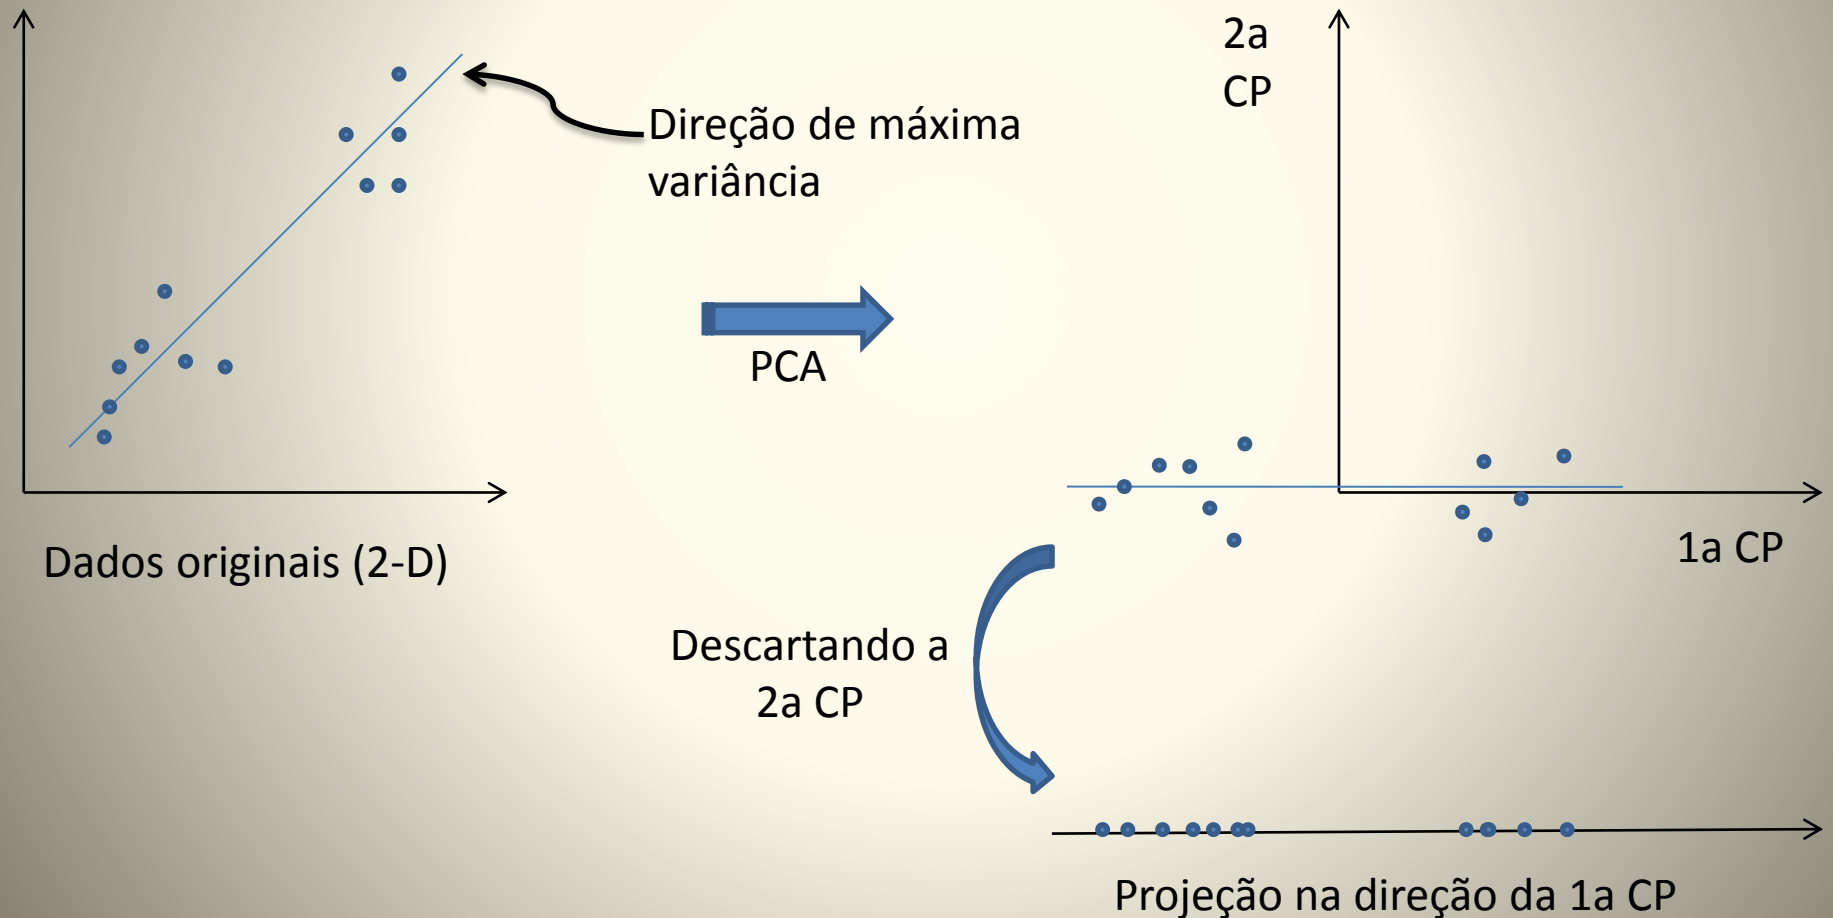 Direção de máxima
variância
PCA
Dados originais (2-D)
2a
CP
1a CP
Descartando a
2a CP
Projeção na direção da 1a CP